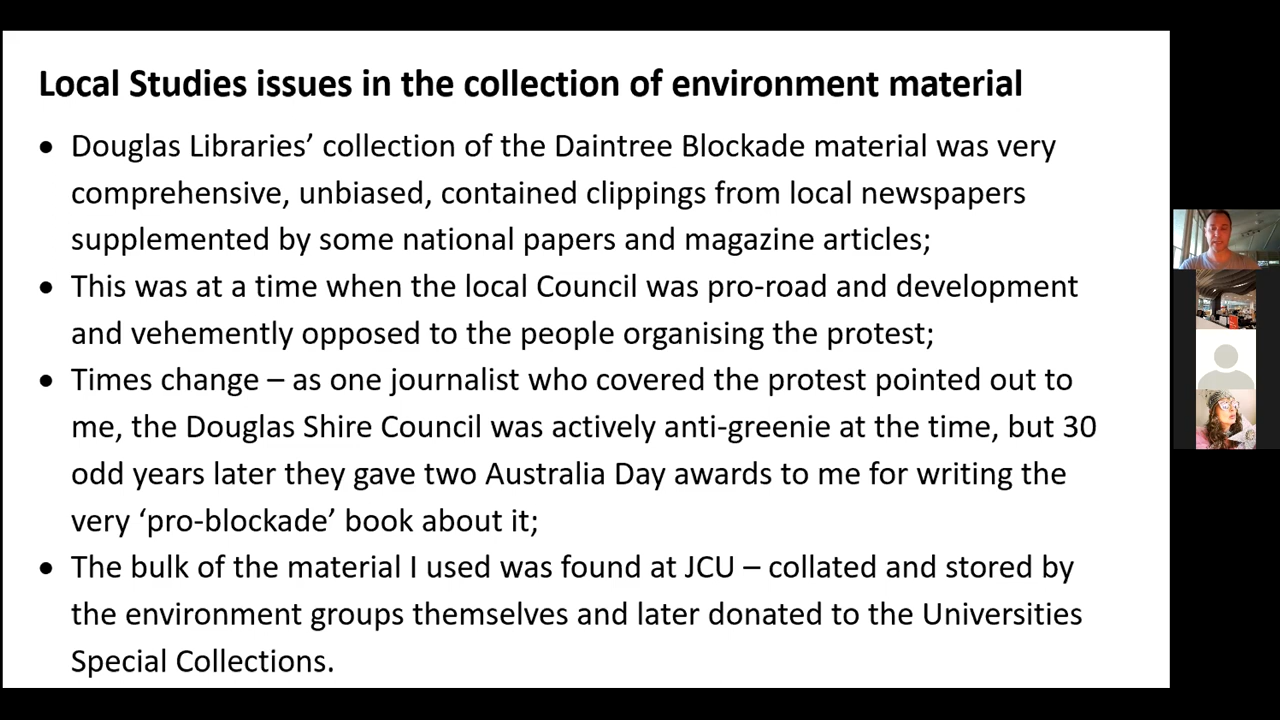 Local Studies issues in the collection of environment material
• Douglas Libraries’ collection of the Daintree Blockade material was very
comprehensive, unbiased, contained clippings from local newspapers
supplemented by some national papers and magazine articles;
• This was at a time when the local Council was pro-road and development
and vehemently opposed to the people organising the protest;
• Times change – as one journalist who covered the protest pointed out to
me, the Douglas Shire Council was actively anti-greenie at the time, but 30
odd years later they gave two Australia Day awards to me for writing the
very ‘pro-blockade’ book about it;
• The bulk of the material I used was found at JCU – collated and stored by
the environment groups themselves and later donated to the Universities
Special Collections.